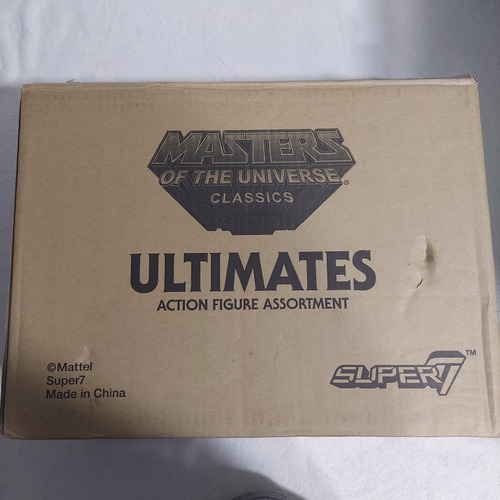 MASTERS
OF THE UNIVERSE®
CLASSICS
ULTIMATES
ACTION FIGURE ASSORTMENT
©Mattel
Super7
Made in China
SUPER7™